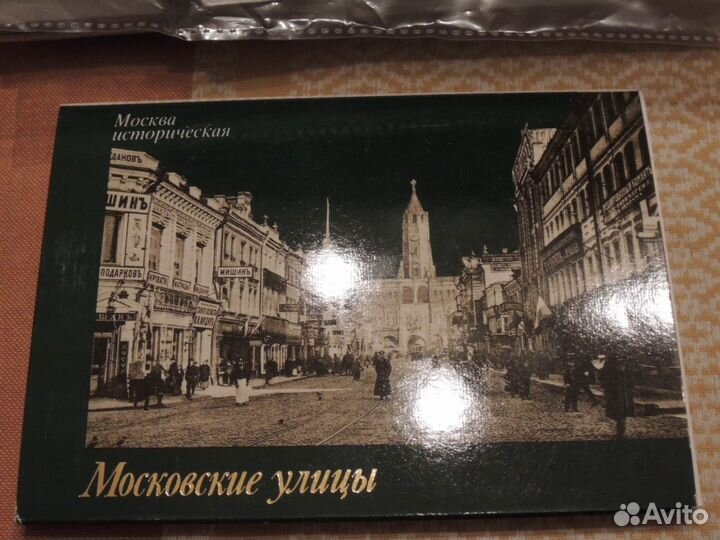 Москва
историческая
ДАНОВЪ
ШИНЪ
ПОДАРКОВЪ
МИШИНЪ
Московские улицы
Avito